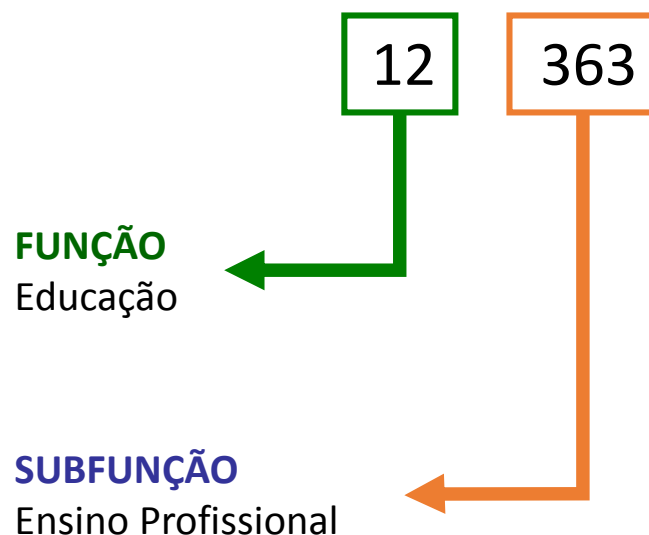 12 363
FUNÇÃO
Educação
SUBFUNÇÃO
Ensino Profissional